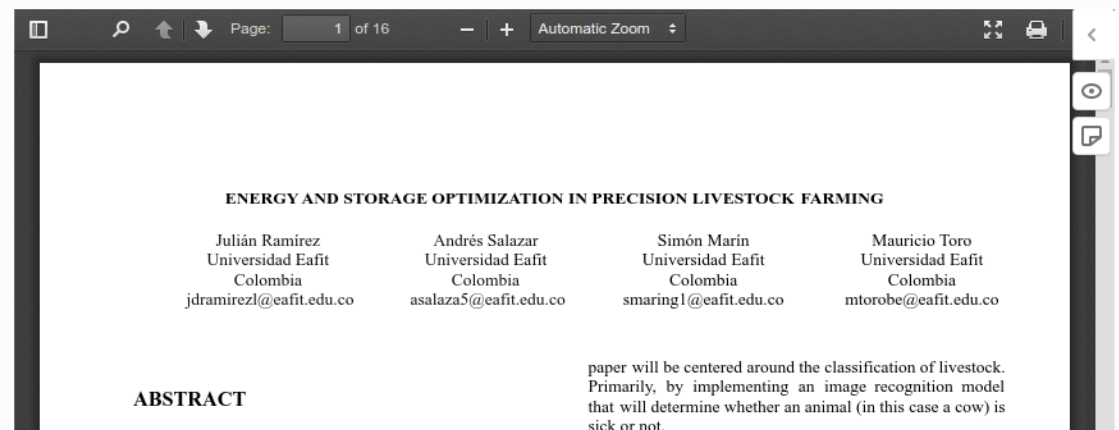 Page: 1 of 16 Automatic Zoom
ENERGY AND STORAGE OPTIMIZATION IN PRECISION LIVESTOCK FARMING
Julián Ramírez
Universidad Eafit
Colombia
jdramirezl@eafit.edu.co
Andrés Salazar
Universidad Eafit
Colombia
asalaza5@eafit.edu.co
Simón Marín
Universidad Eafit
Colombia
smaring1@eafit.edu.co
Mauricio Toro
Universidad Eafit
Colombia
mtorobe@eafit.edu.co
ABSTRACT
paper will be centered around the classification of livestock.
Primarily, by implementing an image recognition model
that will determine whether an animal (in this case a cow) is
sick or not.